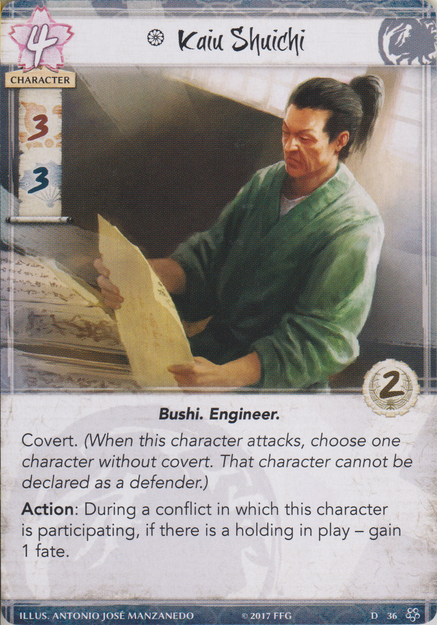 4
Kaiu Shuichi
CHARACTER
3
3
2
Bushi. Engineer.
Covert. (When this character attacks, choose one
character without covert. That character cannot be
declared as a defender.)
Action: During a conflict in which this character
is participating, if there is a holding in play – gain
1 fate.
ILLUS. ANTONIO JOSÉ MANZANEDO © 2017 FFG D 36